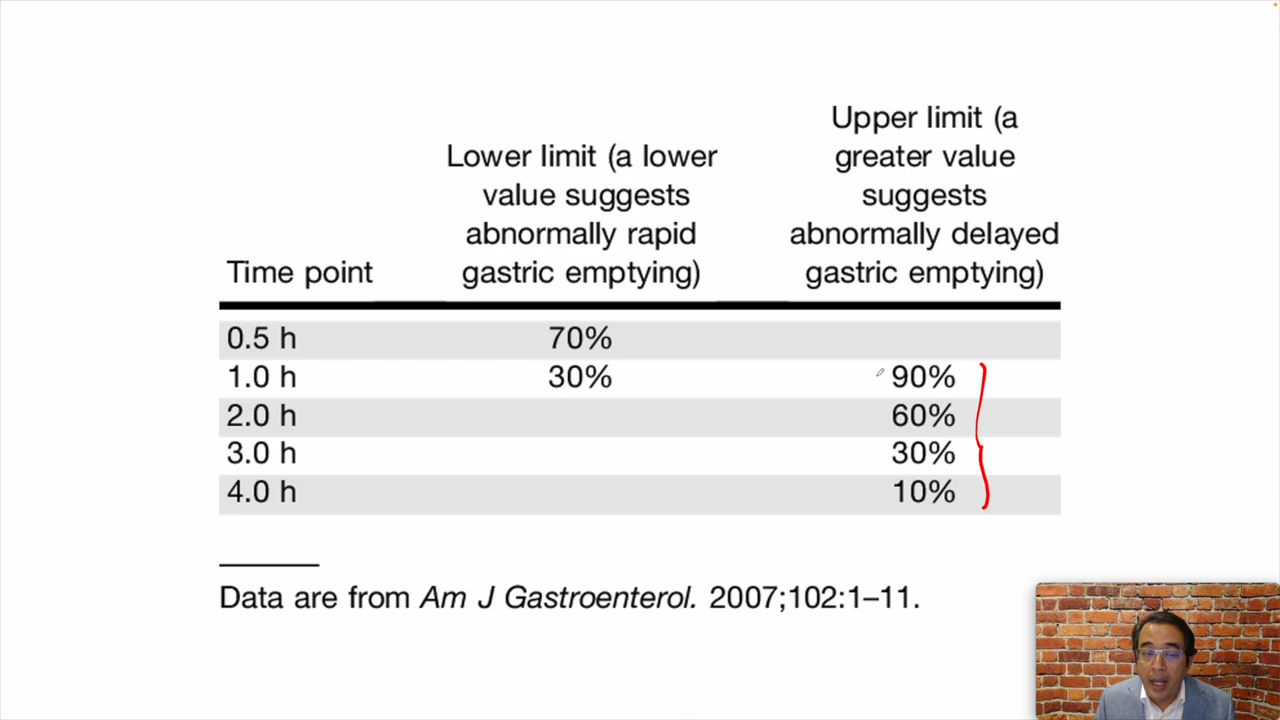 Upper limit (a
Lower limit (a lower greater value
value suggests suggests
abnormally rapid abnormally delayed
Time point gastric emptying) gastric emptying)
0.5 h 70%
1.0 h 30% 90%
2.0 h 60%
3.0 h 30%
4.0 h 10%
Data are from Am J Gastroenterol. 2007;102:1–11.